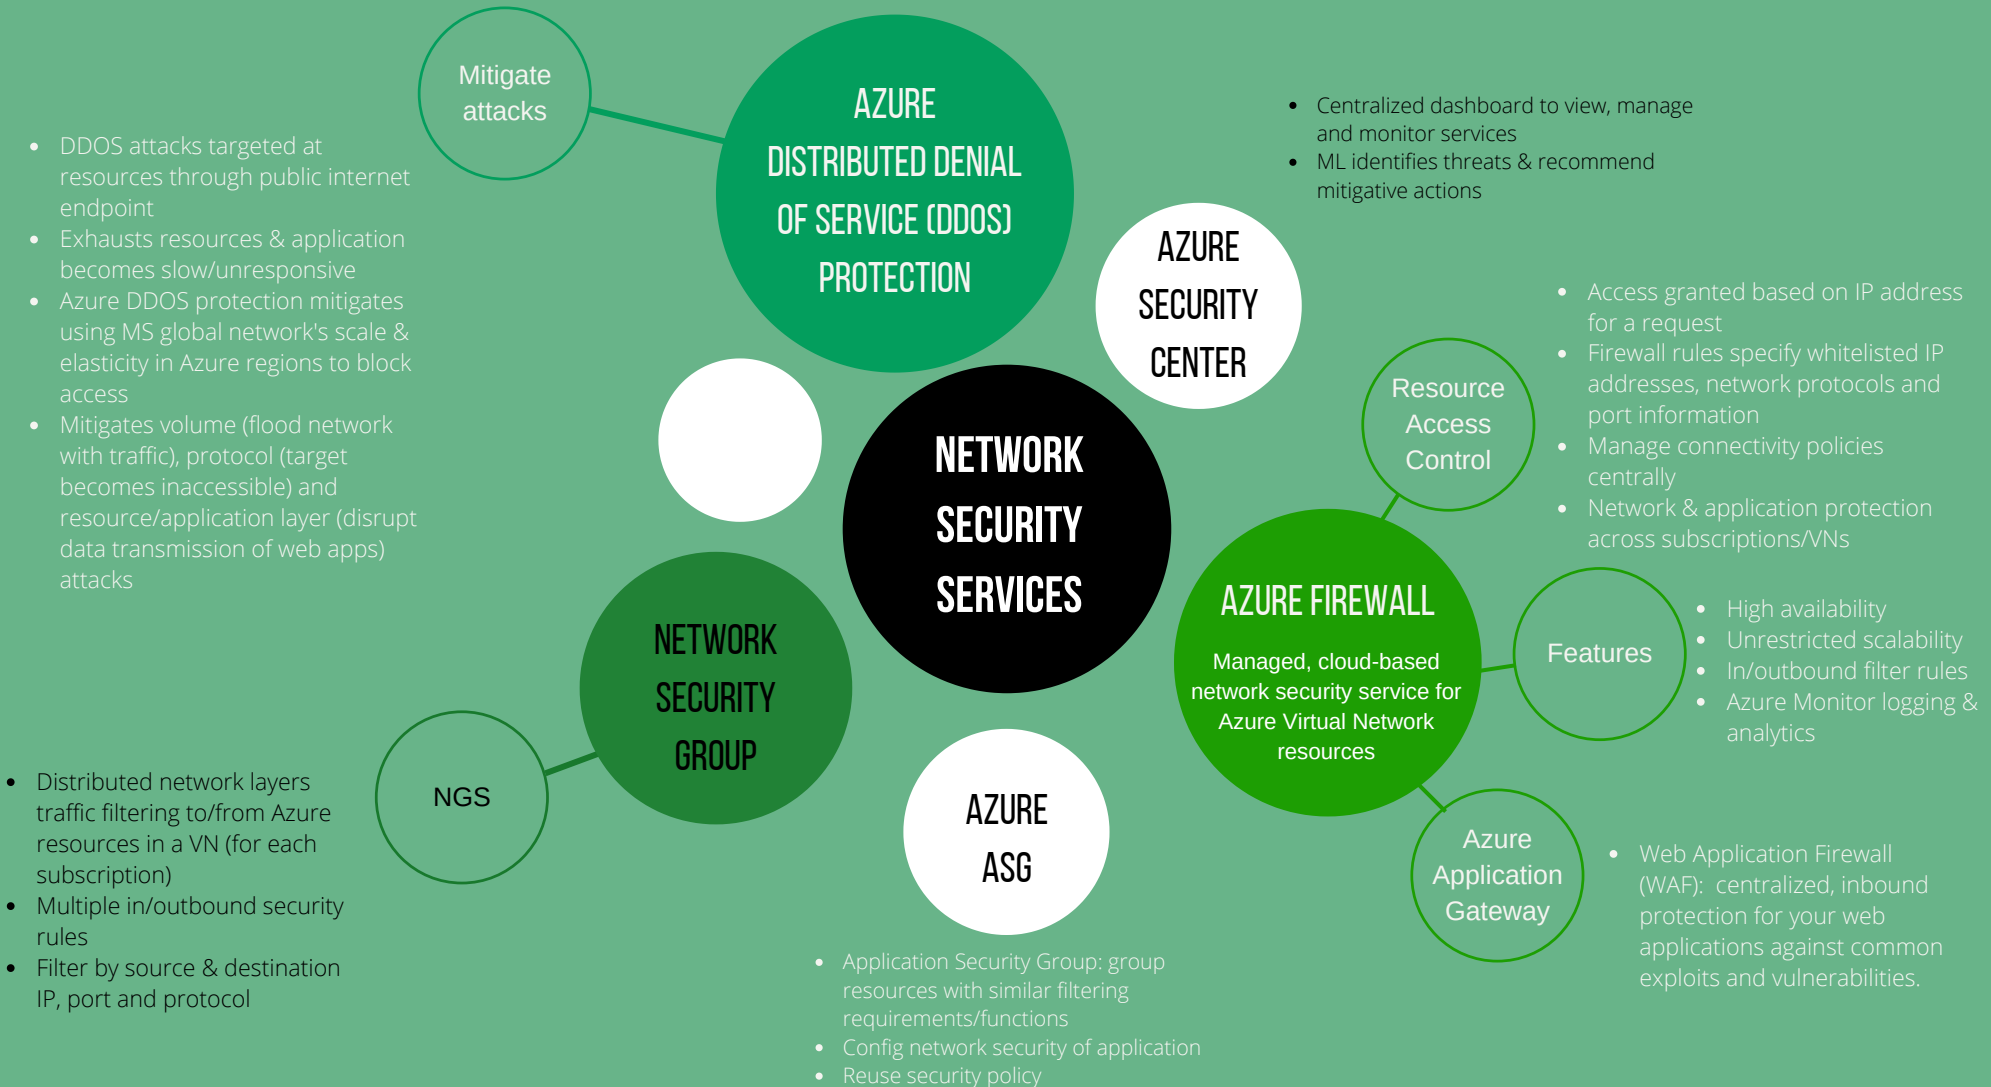 Mitigate
attacks
AZURE
DISTRIBUTED DENIAL
OF SERVICE (DDOS)
PROTECTION
• DDOS attacks targeted at
resources through public internet
endpoint
• Exhausts resources & application
becomes slow/unresponsive
• Azure DDOS protection mitigates
using MS global network's scale &
elasticity in Azure regions to block
access
• Mitigates volume (flood network
with traffic), protocol (target
becomes inaccessible) and
resource/application layer (disrupt
data transmission of web apps)
attacks
• Centralized dashboard to view, manage
and monitor services
• ML identifies threats & recommend
mitigative actions
AZURE
SECURITY
CENTER
NETWORK
SECURITY
SERVICES
Resource
Access
Control
• Access granted based on IP address
for a request
• Firewall rules specify whitelisted IP
addresses, network protocols and
port information
• Manage connectivity policies
centrally
• Network & application protection
across subscriptions/VNs
AZURE FIREWALL
Managed, cloud-based
network security service for
Azure Virtual Network
resources
Features
• High availability
• Unrestricted scalability
• In/outbound filter rules
• Azure Monitor logging &
analytics
Azure
Application
Gateway
• Web Application Firewall
(WAF):  centralized, inbound
protection for your web
applications against common
exploits and vulnerabilities.
NETWORK
SECURITY
GROUP
NGS
• Distributed network layers
traffic filtering to/from Azure
resources in a VN (for each
subscription)
• Multiple in/outbound security
rules
• Filter by source & destination
IP, port and protocol
AZURE
ASG
• Application Security Group: group
resources with similar filtering
requirements/functions
• Config network security of application
• Reuse security policy